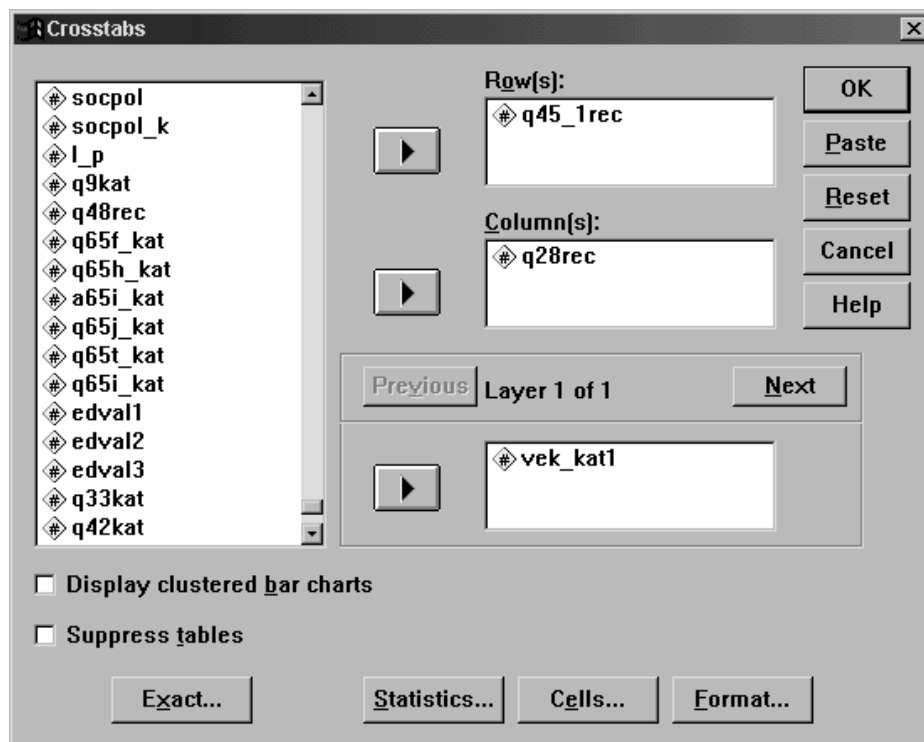 Crosstabs
socpol
socpol_k
l_p
q9kat
q48rec
q65f_kat
q65h_kat
a65i_kat
q65j_kat
q65t_kat
q65i_kat
edval1
edval2
edval3
q33kat
q42kat
Row(s):
q45_1rec
Column(s):
q28rec
Previous
Layer 1 of 1
Next
vek_kat1
OK
Paste
Reset
Cancel
Help
Display clustered bar charts
Suppress tables
Exact...
Statistics...
Cells...
Format...